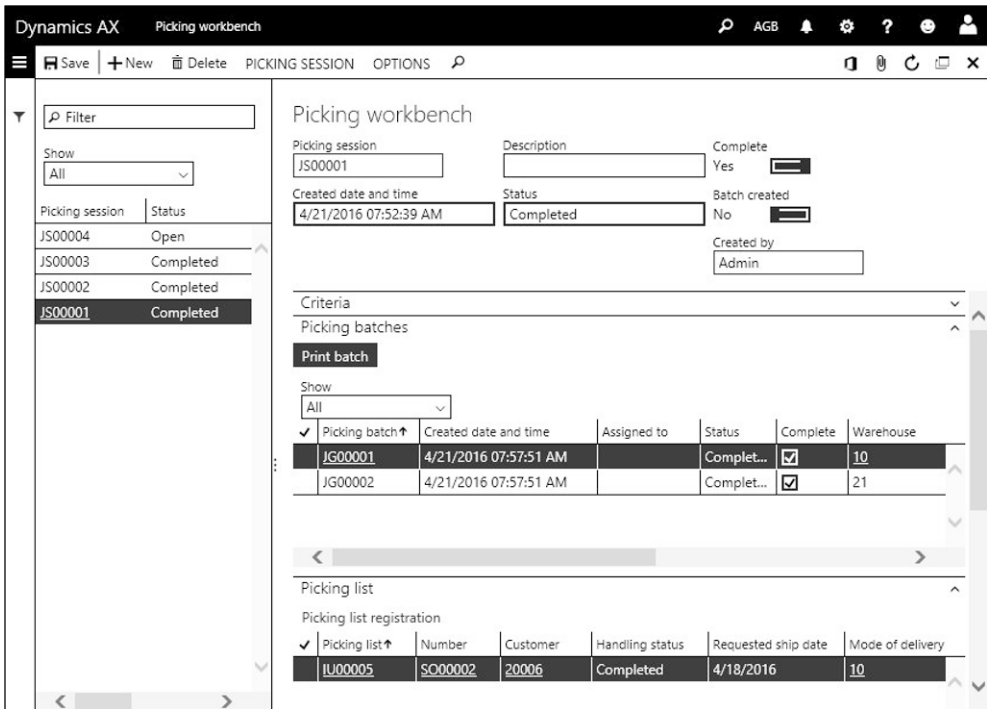 Dynamics AX Picking workbench AGB ?
Save + New Delete PICKING SESSION OPTIONS
Filter
Show
All
Picking session Status
JS00004 Open
JS00003 Completed
JS00002 Completed
JS00001 Completed
Picking workbench
Picking session Description Complete
JS00001 Yes
Created date and time Status Batch created
4/21/2016 07:52:39 AM Completed No
Created by
Admin
Criteria
Picking batches
Print batch
Show
All
Picking batch Created date and time Assigned to Status Complete Warehouse
JG00001 4/21/2016 07:57:51 AM Complet... 10
JG00002 4/21/2016 07:57:51 AM Complet... 21
Picking list
Picking list registration
Picking list Number Customer Handling status Requested ship date Mode of delivery
IU00005 SO00002 20006 Completed 4/18/2016 10